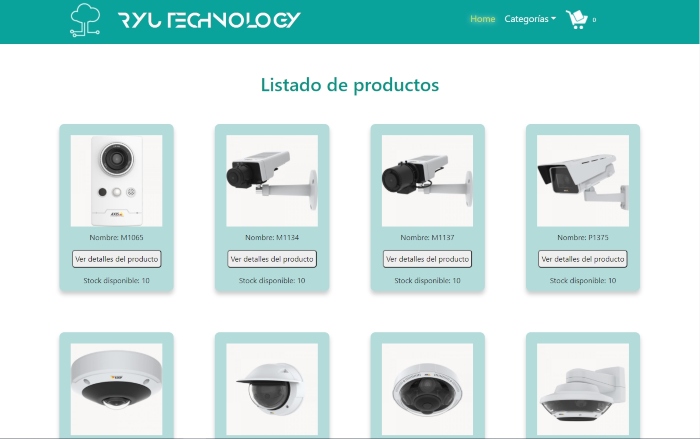 RYU TECHNOLOGY
Home Categorías 0
Listado de productos
Nombre: M1065
Nombre: M1134
Nombre: M1137
Nombre: P1375
Ver detalles del producto
Ver detalles del producto
Ver detalles del producto
Ver detalles del producto
Stock disponible: 10
Stock disponible: 10
Stock disponible: 10
Stock disponible: 10